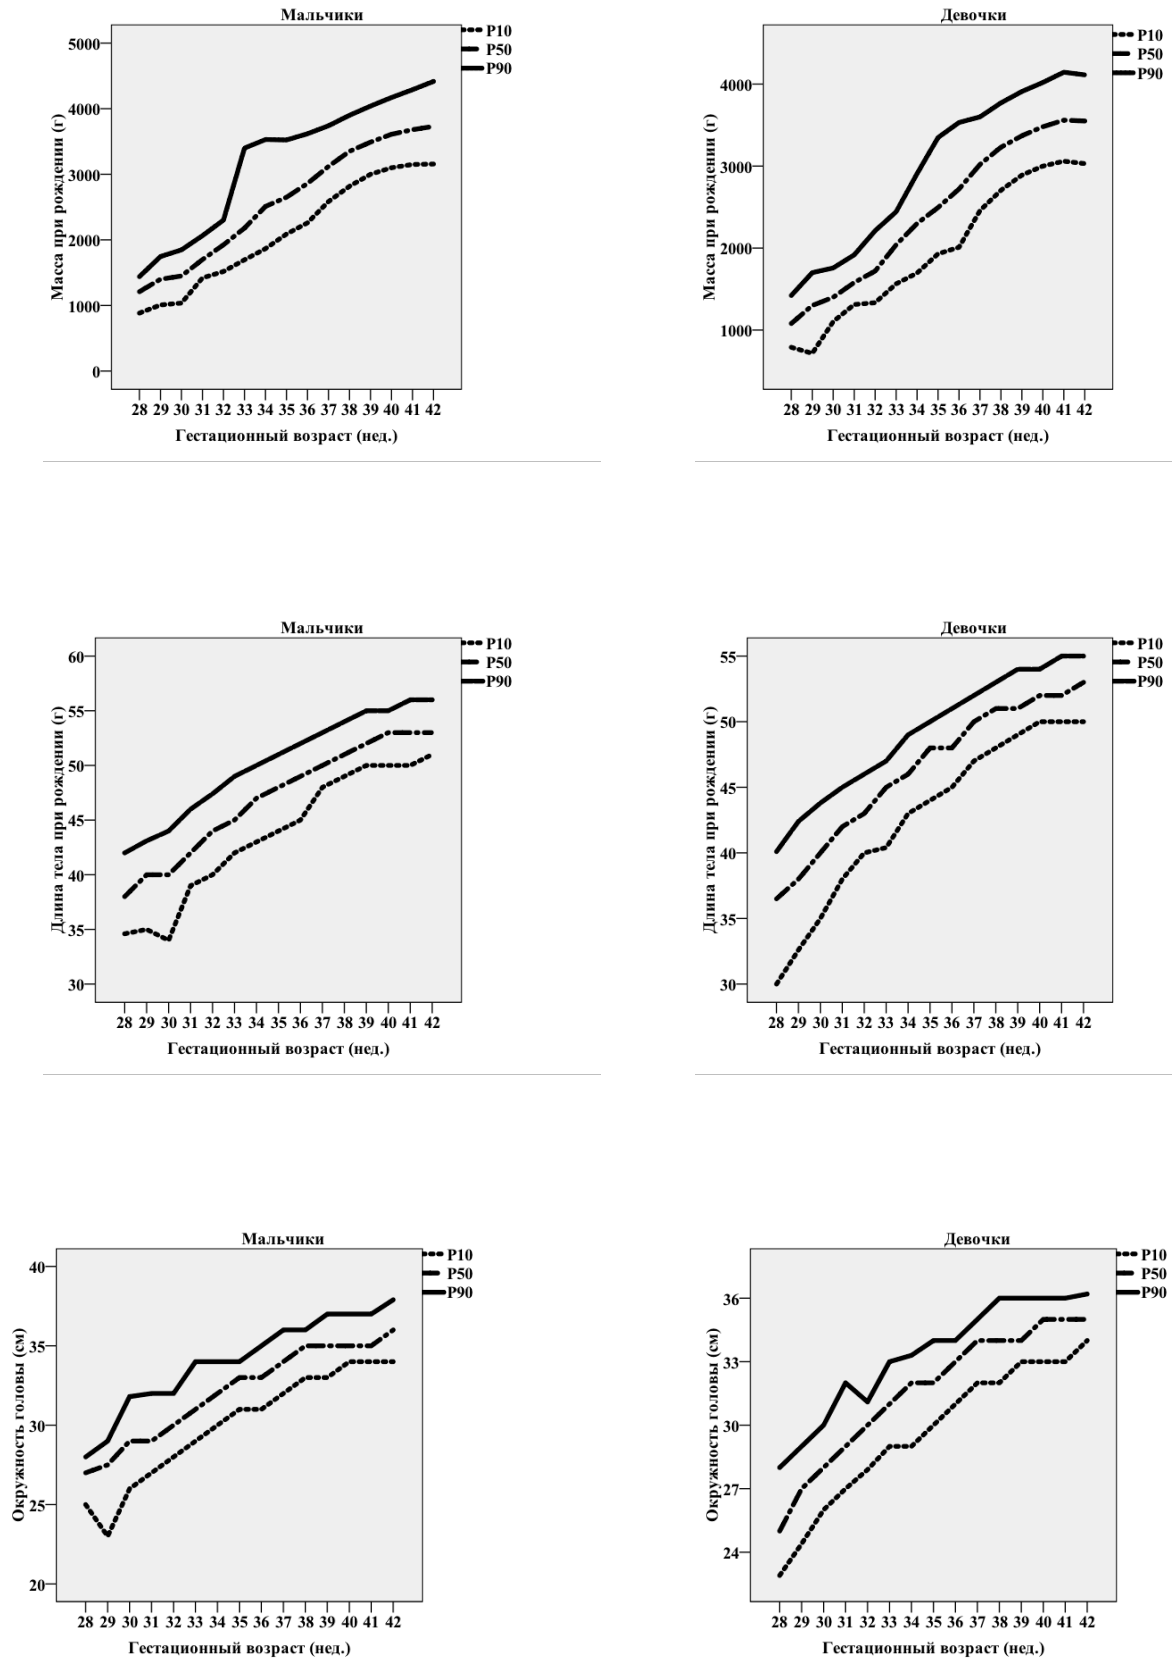 Мальчики
P10
P50
P90
5000
4000
3000
2000
1000
0
Масса при рождении (г)
28 29 30 31 32 33 34 35 36 37 38 39 40 41 42
Гестационный возраст (нед.)
Девочки
P10
P50
P90
4000
3000
2000
1000
Масса при рождении (г)
28 29 30 31 32 33 34 35 36 37 38 39 40 41 42
Гестационный возраст (нед.)
Мальчики
P10
P50
P90
60
55
50
45
40
35
30
Длина тела при рождении (г)
28 29 30 31 32 33 34 35 36 37 38 39 40 41 42
Гестационный возраст (нед.)
Девочки
P10
P50
P90
55
50
45
40
35
30
Длина тела при рождении (г)
28 29 30 31 32 33 34 35 36 37 38 39 40 41 42
Гестационный возраст (нед.)
Мальчики
P10
P50
P90
40
35
30
25
20
Окружность головы (см)
28 29 30 31 32 33 34 35 36 37 38 39 40 41 42
Гестационный возраст (нед.)
Девочки
P10
P50
P90
36
33
30
27
24
Окружность головы (см)
28 29 30 31 32 33 34 35 36 37 38 39 40 41 42
Гестационный возраст (нед.)